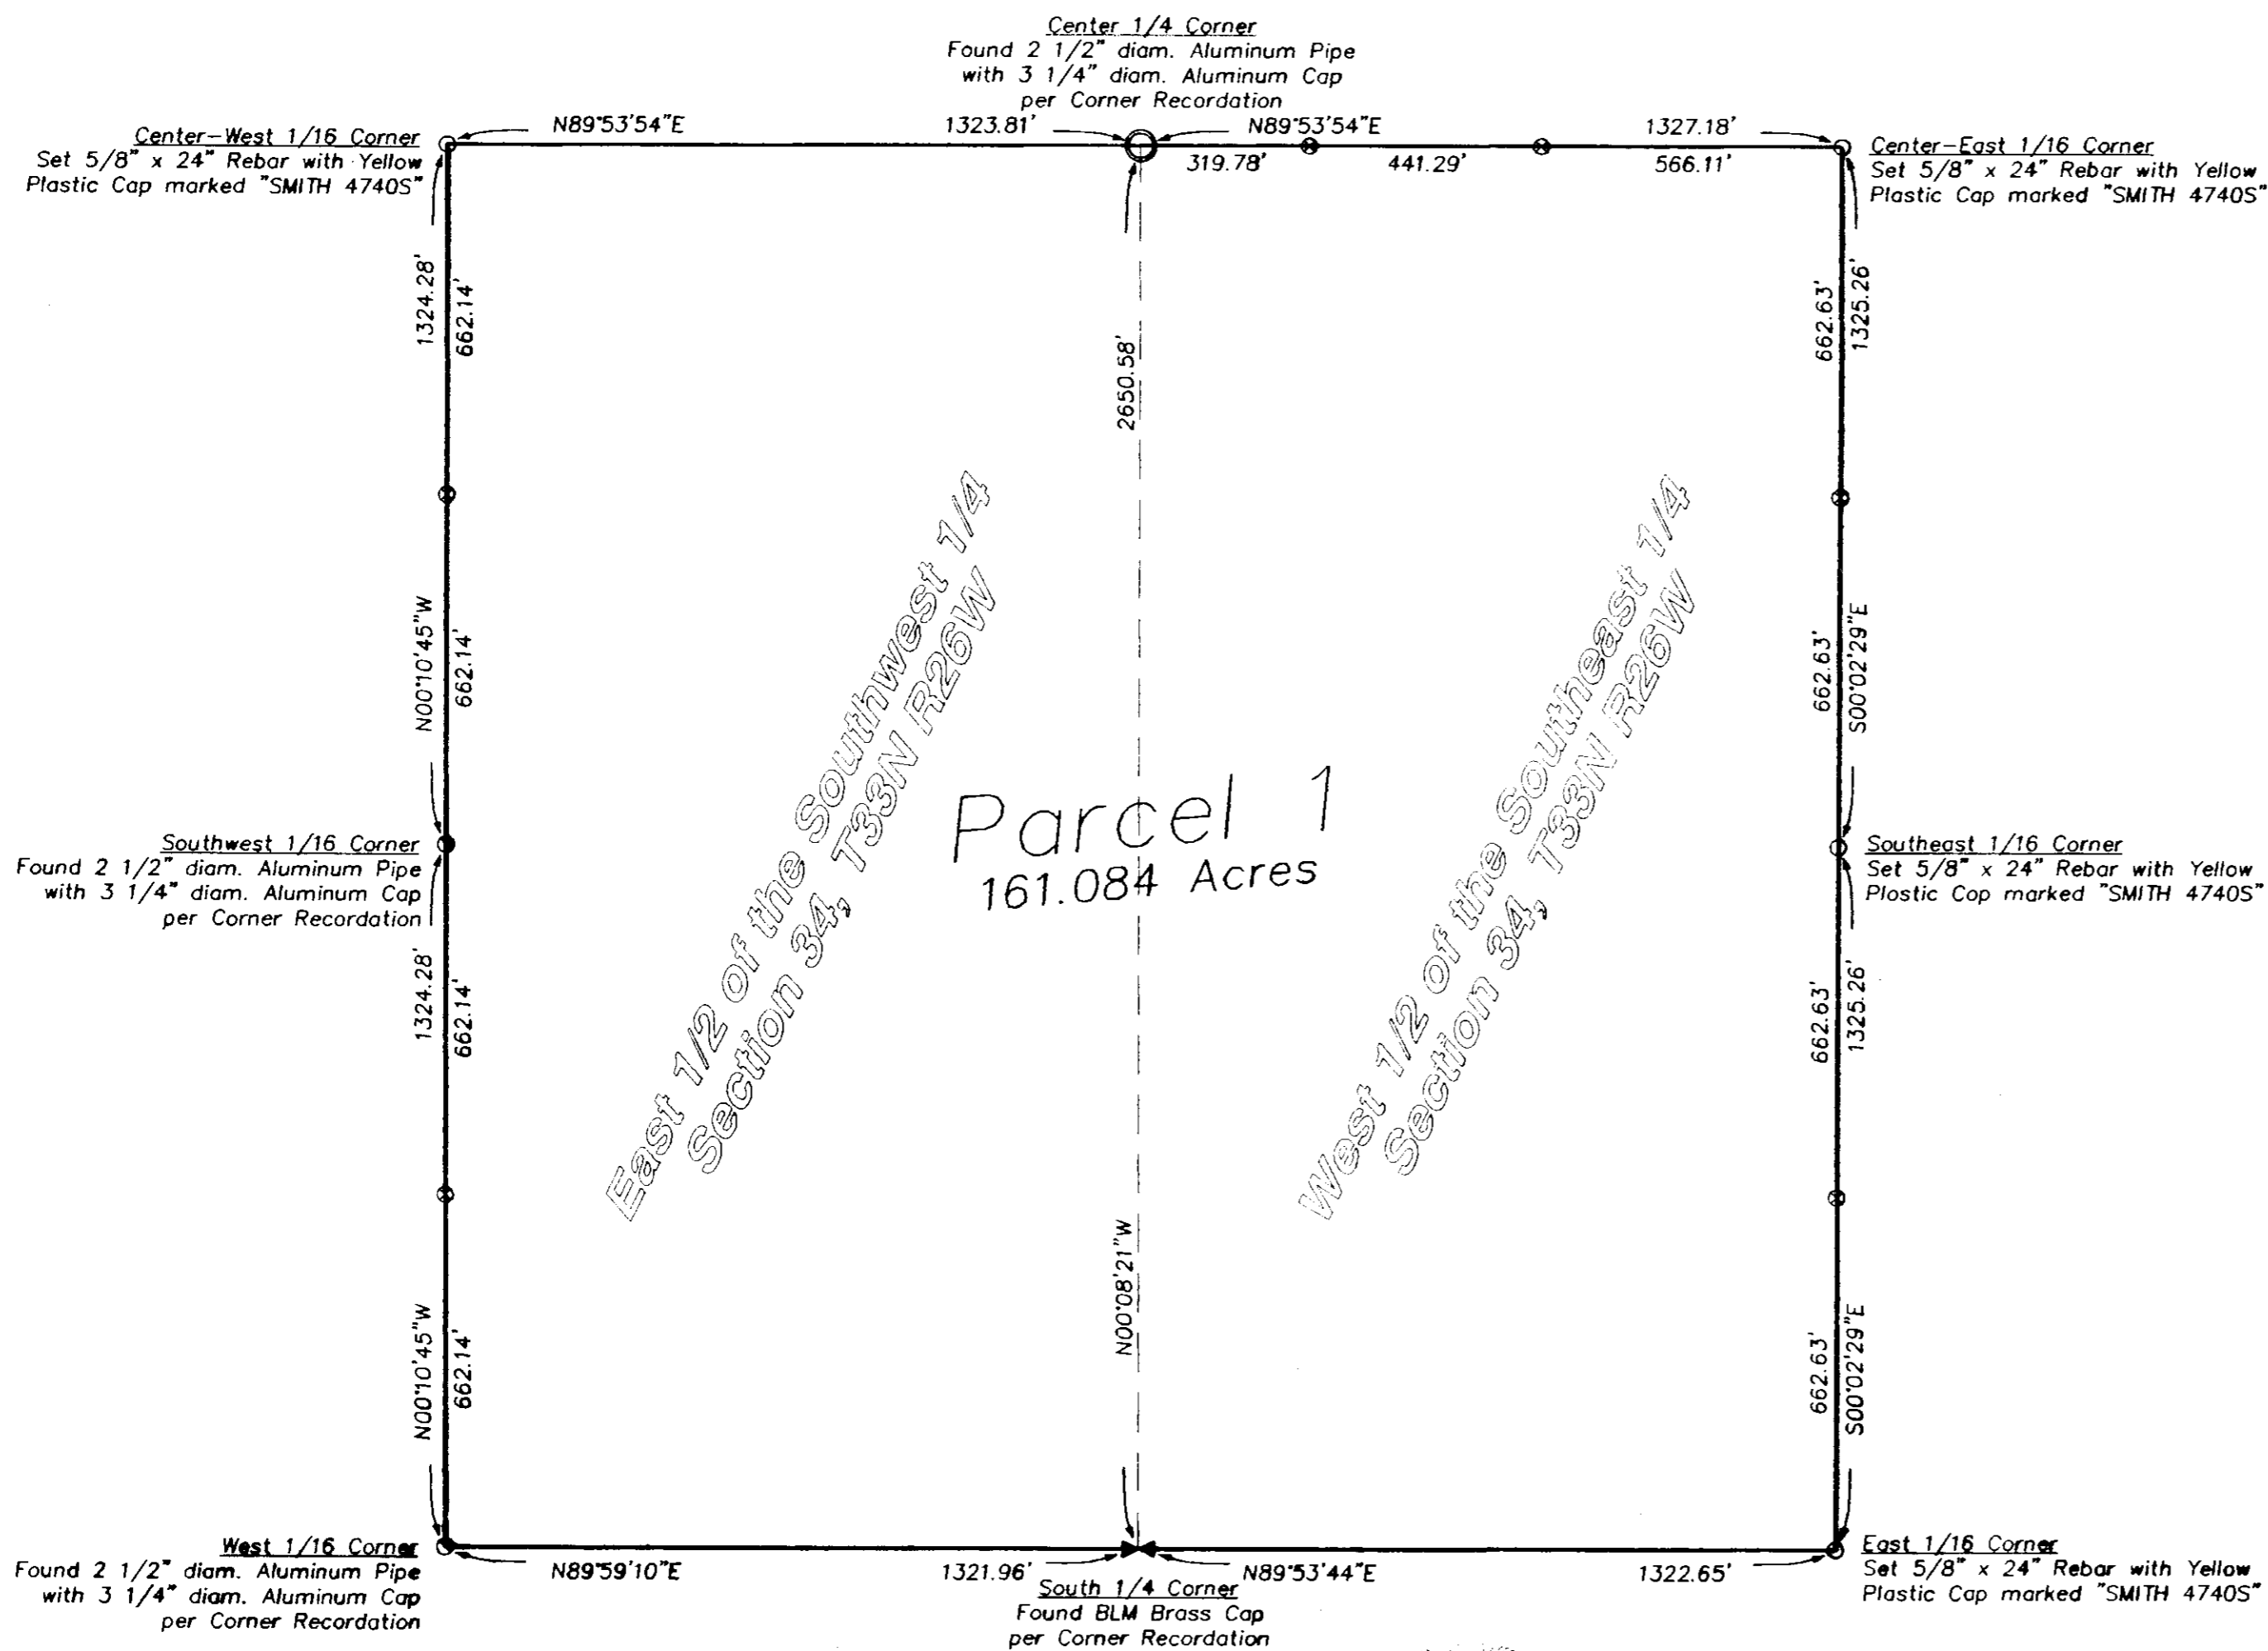 Center 1/4 Corner
Found 2 1/2" diam. Aluminum Pipe
with 3 1/4" diam. Aluminum Cap
per Corner Recordation
Center-West 1/16 Corner
Set 5/8" x 24" Rebar with Yellow
Plastic Cap marked "SMITH 4740S"
N89°53'54"E
1323.81'
N89°53'54"E
1327.18'
319.78'
441.29'
566.11'
Center-East 1/16 Corner
Set 5/8" x 24" Rebar with Yellow
Plastic Cap marked "SMITH 4740S"
1324.28'
662.14'
2650.58'
662.63'
1325.26'
N00°10'45"W
662.14'
East 1/2 of the Southwest 1/4
Section 34, T33N R26W
West 1/2 of the Southeast 1/4
Section 34, T33N R26W
662.63'
S00°02'29"E
Parcel 1
161.084 Acres
Southwest 1/16 Corner
Found 2 1/2" diam. Aluminum Pipe
with 3 1/4" diam. Aluminum Cap
per Corner Recordation
Southeast 1/16 Corner
Set 5/8" x 24" Rebar with Yellow
Plastic Cap marked "SMITH 4740S"
1324.28'
662.14'
662.63'
1325.26'
N00°10'45"W
662.14'
N00°08'21"W
662.63'
S00°02'29"E
West 1/16 Corner
Found 2 1/2" diam. Aluminum Pipe
with 3 1/4" diam. Aluminum Cap
per Corner Recordation
N89°59'10"E
1321.96'
South 1/4 Corner
Found BLM Brass Cap
per Corner Recordation
N89°53'44"E
1322.65'
East 1/16 Corner
Set 5/8" x 24" Rebar with Yellow
Plastic Cap marked "SMITH 4740S"